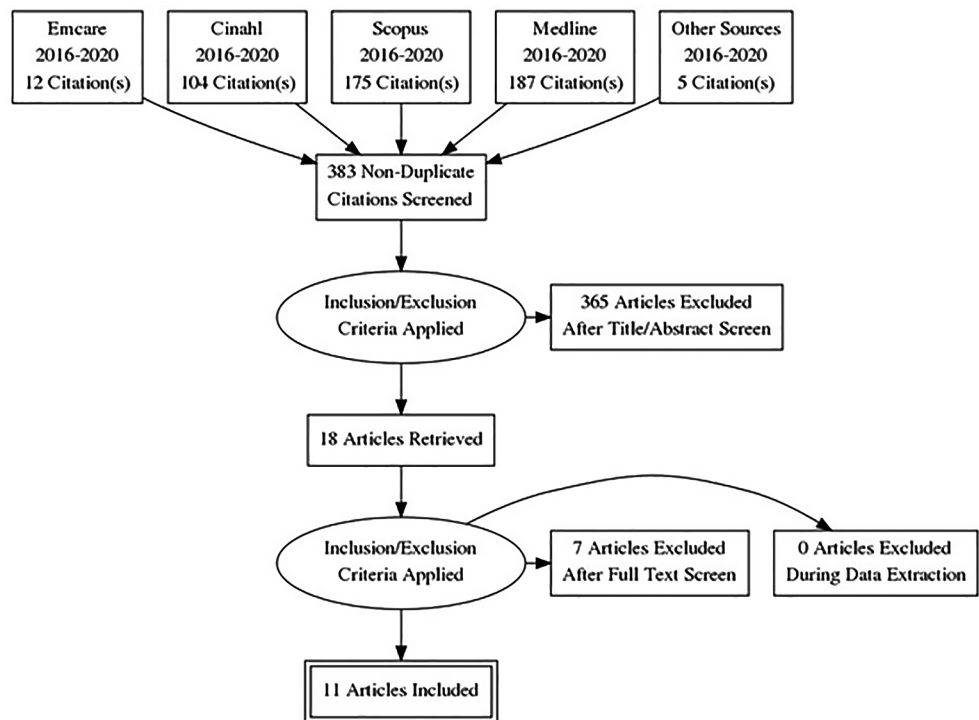 Emcare
2016-2020
12 Citation(s)
Cinahl
2016-2020
104 Citation(s)
Scopus
2016-2020
175 Citation(s)
Medline
2016-2020
187 Citation(s)
Other Sources
2016-2020
5 Citation(s)
383 Non-Duplicate
Citations Screened
Inclusion/Exclusion
Criteria Applied
365 Articles Excluded
After Title/Abstract Screen
18 Articles Retrieved
Inclusion/Exclusion
Criteria Applied
7 Articles Excluded
After Full Text Screen
0 Articles Excluded
During Data Extraction
11 Articles Included